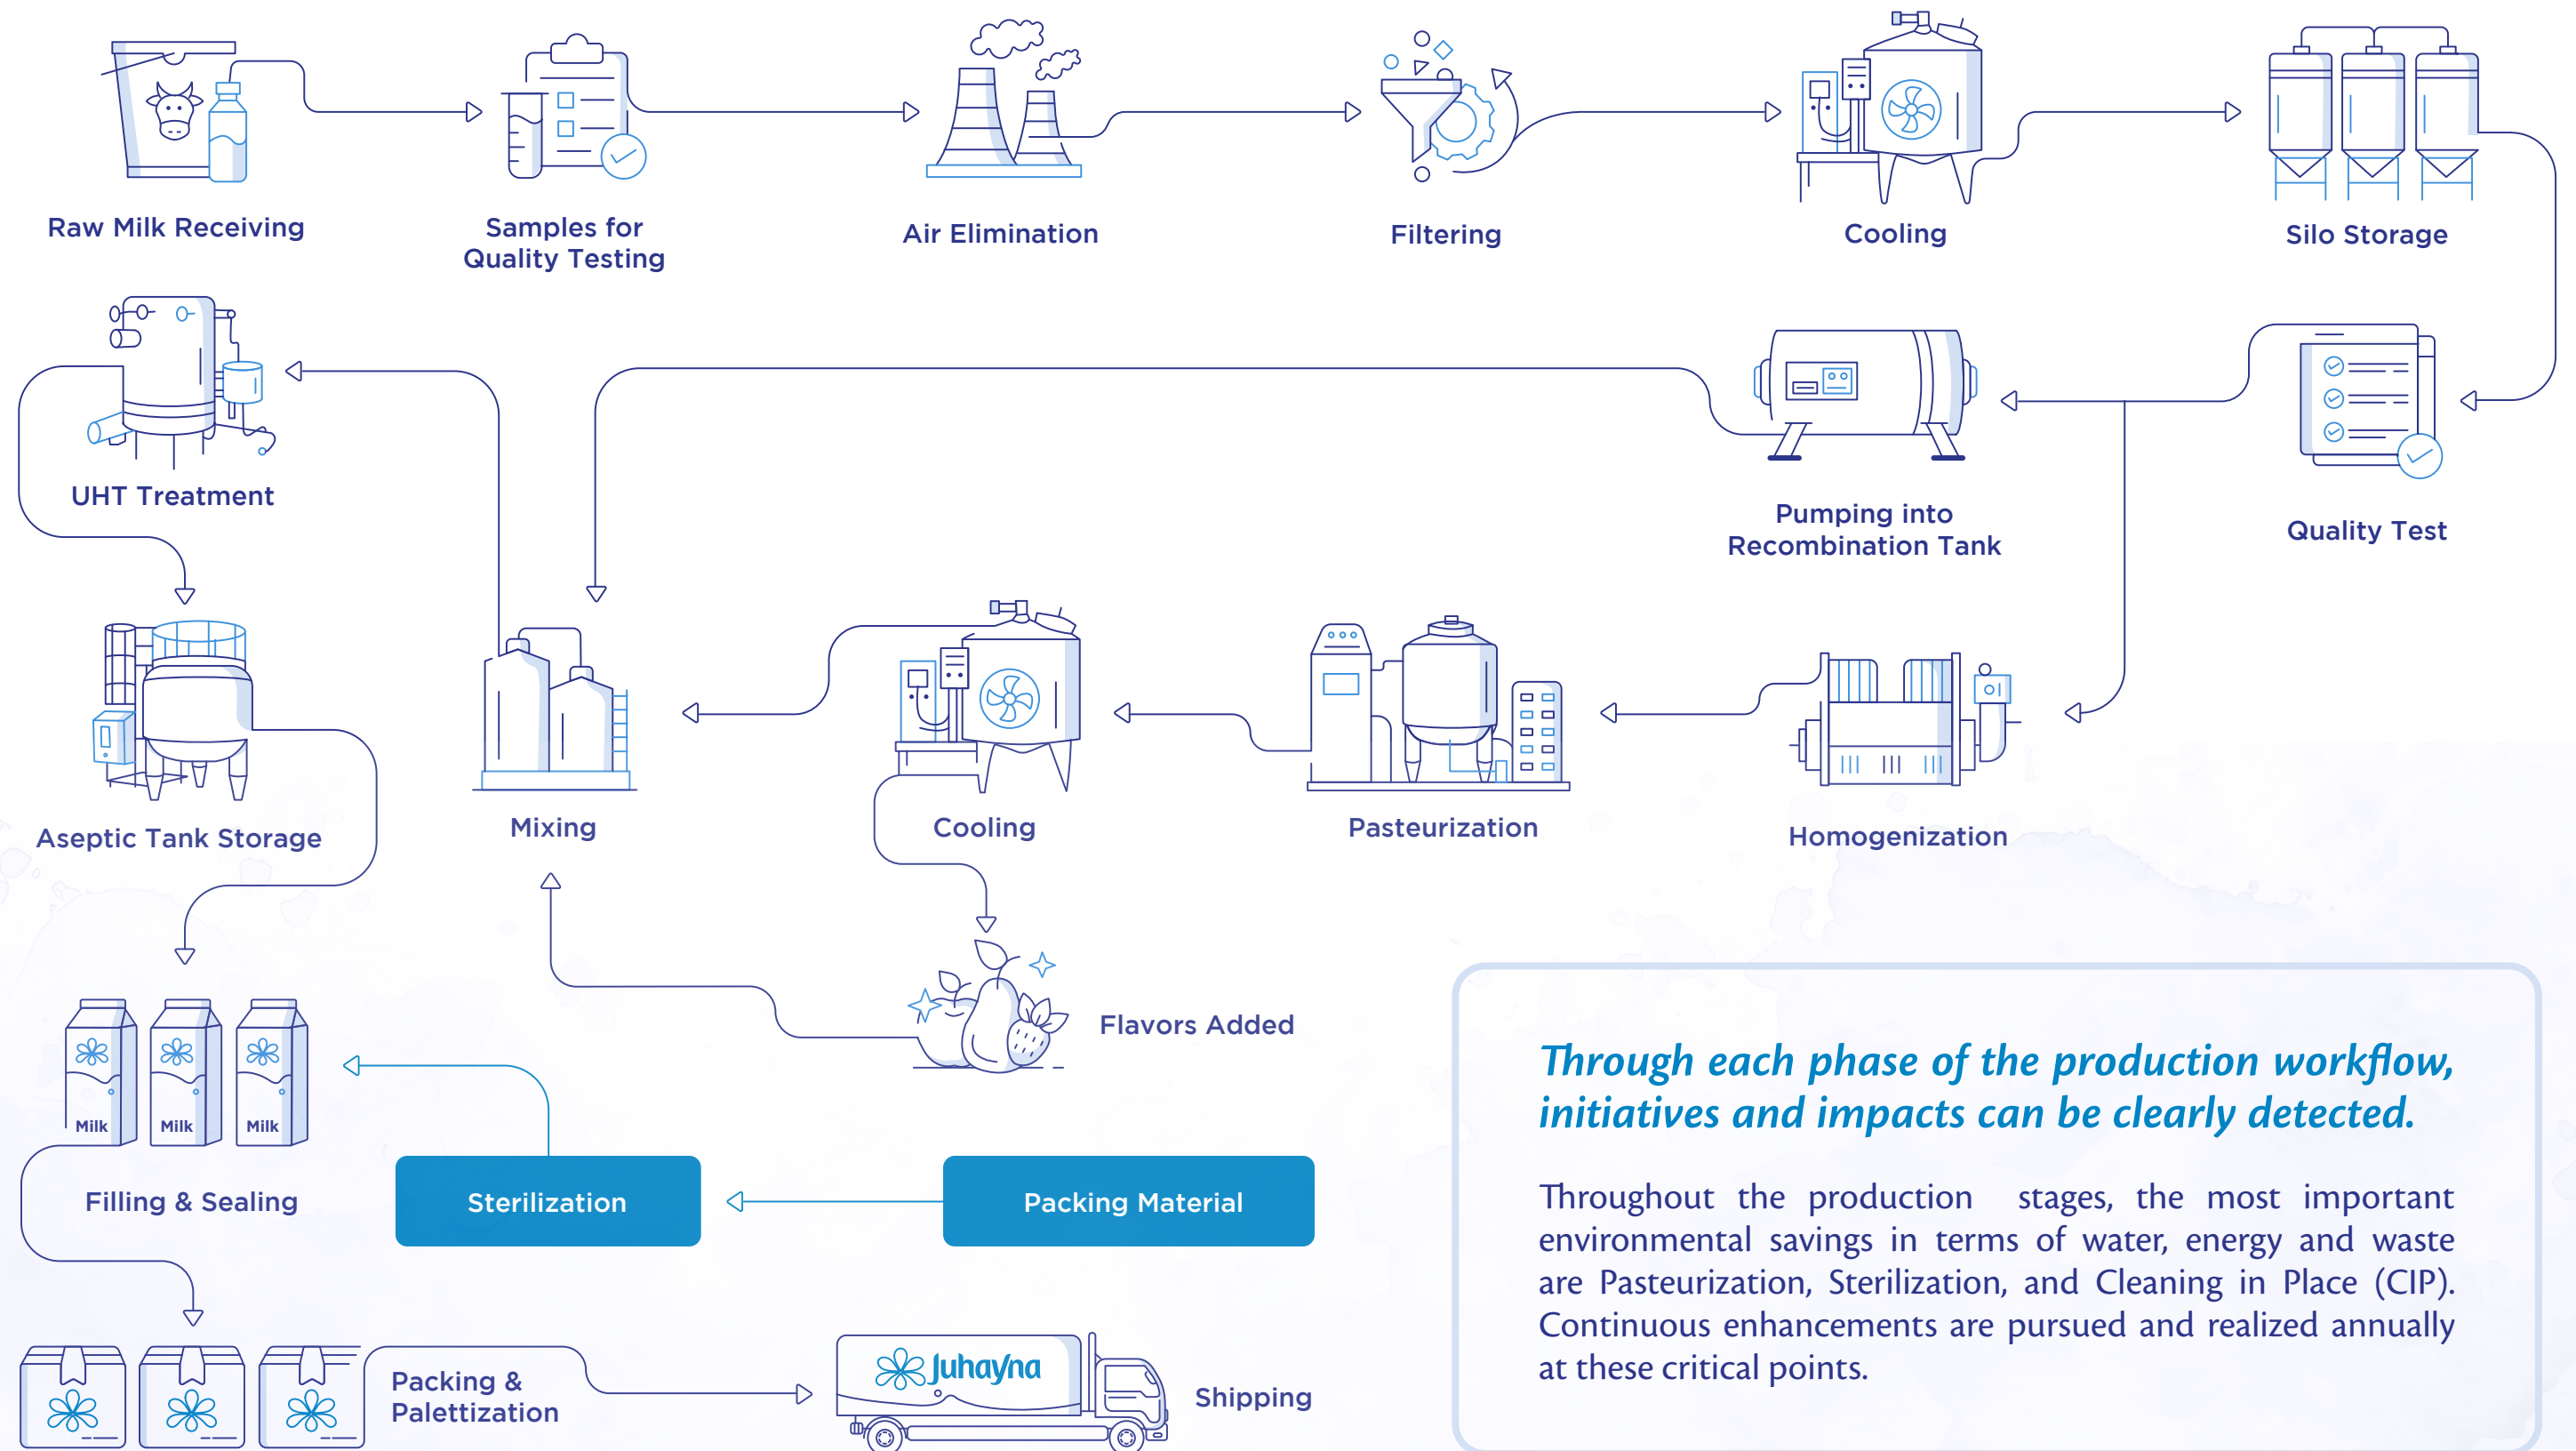 Raw Milk Receiving
Samples for
Quality Testing
Air Elimination
Filtering
Cooling
Silo Storage
UHT Treatment
Pumping into
Recombination Tank
Quality Test
Aseptic Tank Storage
Mixing
Cooling
Pasteurization
Homogenization
Flavors Added
Milk
Milk
Milk
Filling & Sealing
Sterilization
Packing Material
Packing &
Palettization
Juhayna
Shipping
Through each phase of the production workflow,
initiatives and impacts can be clearly detected.
Throughout the production stages, the most important
environmental savings in terms of water, energy and waste
are Pasteurization, Sterilization, and Cleaning in Place (CIP).
Continuous enhancements are pursued and realized annually
at these critical points.